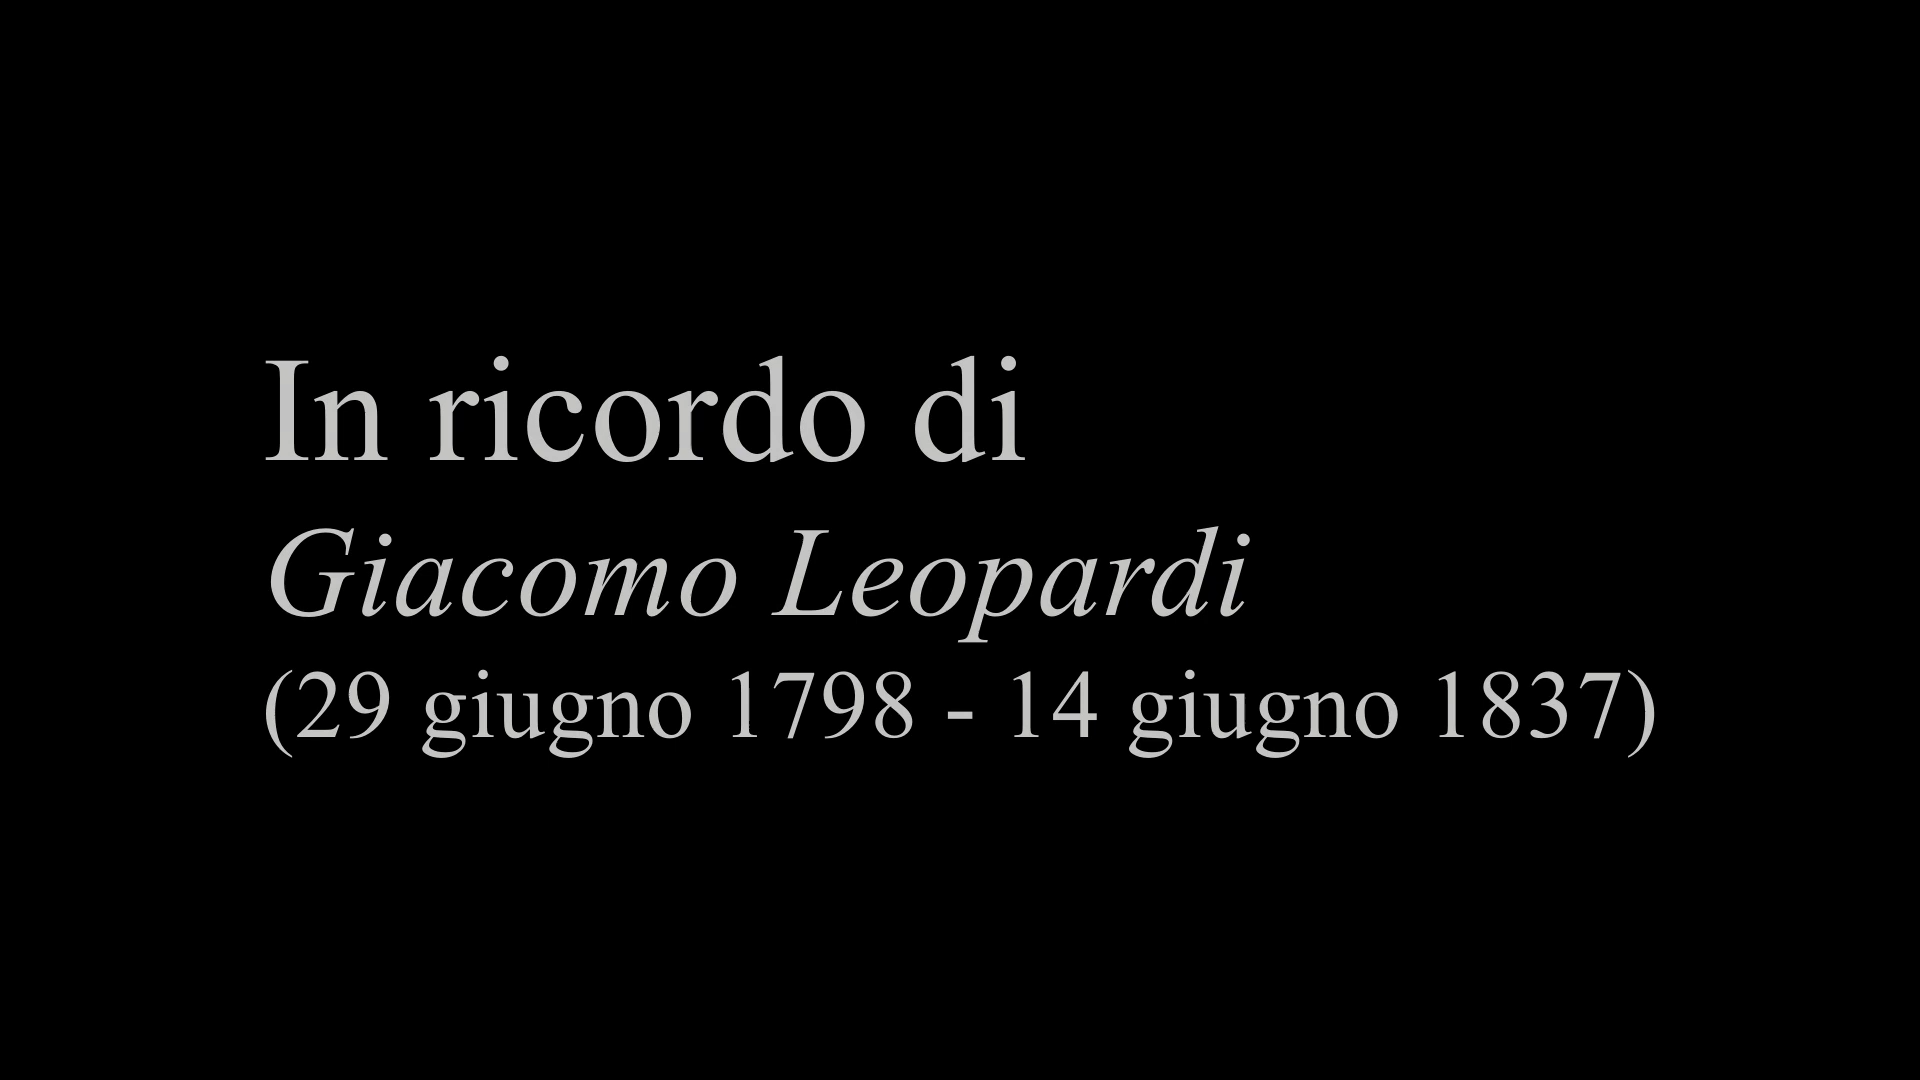 In ricordo di
Giacomo Leopardi
(29 giugno 1798 - 14 giugno 1837)